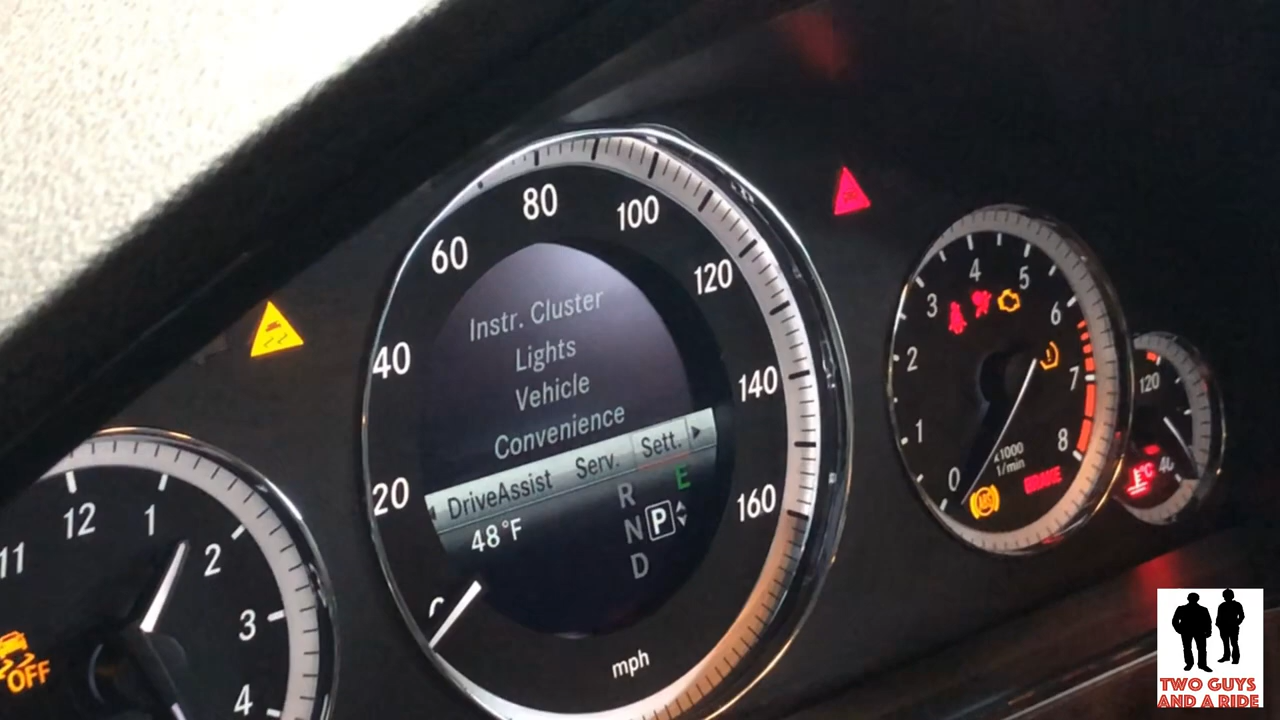 80
100
60
120
40
140
20
160
mph
Instr. Cluster
Lights
Vehicle
Convenience
DriveAssist Serv. Sett.
48°F
R
E
N P
D
11 12 1 2 3 4
OFF
0 1 2 3 4 5 6 7 8
x1000
1/min
ABS
BRAKE
120
°C
TWO GUYS
AND A RIDE